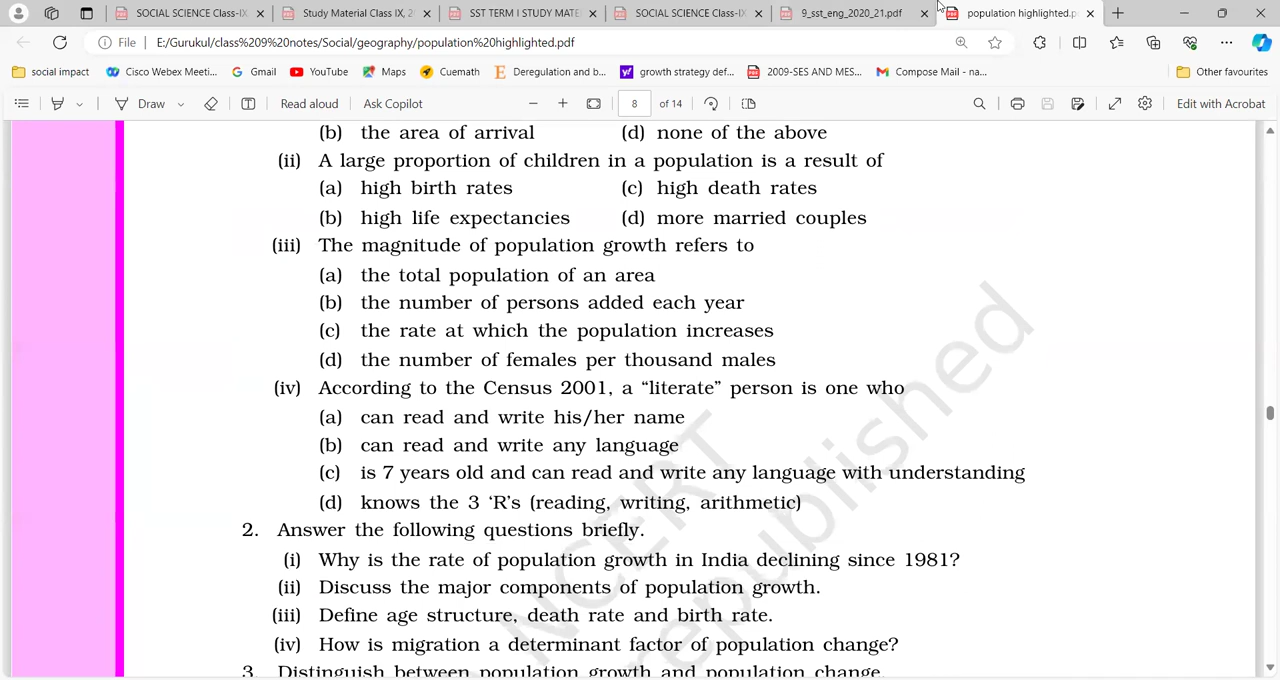 SOCIAL SCIENCE Class-IX
Study Material Class IX, 2
SST TERM I STUDY MATE
SOCIAL SCIENCE Class-IX
9_sst_eng_2020_21.pdf
population highlighted.p
File
E:/Gurukul/class%209%20notes/Social/geography/population%20highlighted.pdf
social impact
Cisco Webex Meeti...
Gmail
YouTube
Maps
Cuemath
Deregulation and b...
growth strategy def...
2009-SES AND MES...
Compose Mail - na...
Other favourites
Draw
Read aloud
Ask Copilot
8 of 14
Edit with Acrobat
(b) the area of arrival (d) none of the above
(ii) A large proportion of children in a population is a result of
(a) high birth rates (c) high death rates
(b) high life expectancies (d) more married couples
(iii) The magnitude of population growth refers to
(a) the total population of an area
(b) the number of persons added each year
(c) the rate at which the population increases
(d) the number of females per thousand males
(iv) According to the Census 2001, a “literate” person is one who
(a) can read and write his/her name
(b) can read and write any language
(c) is 7 years old and can read and write any language with understanding
(d) knows the 3 ‘R’s (reading, writing, arithmetic)
2. Answer the following questions briefly.
(i) Why is the rate of population growth in India declining since 1981?
(ii) Discuss the major components of population growth.
(iii) Define age structure, death rate and birth rate.
(iv) How is migration a determinant factor of population change?
3. Distinguish between population growth and population change.
NCERT
republished